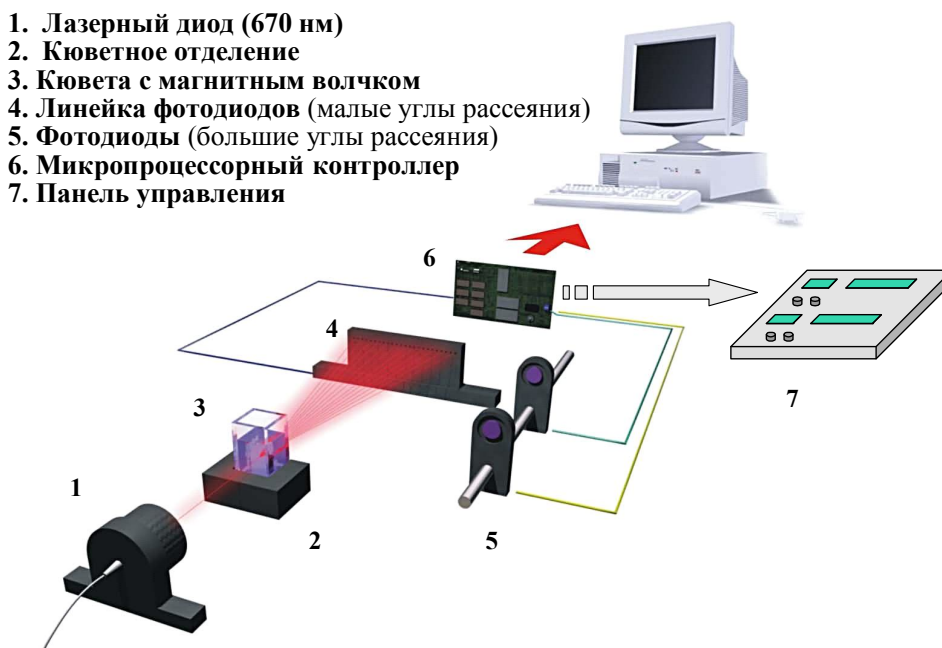 1. Лазерный диод (670 нм)
2. Кюветное отделение
3. Кювета с магнитным волчком
4. Линейка фотодиодов (малые углы рассеяния)
5. Фотодиоды (большие углы рассеяния)
6. Микропроцессорный контроллер
7. Панель управления
6
4
7
3
1
2
5